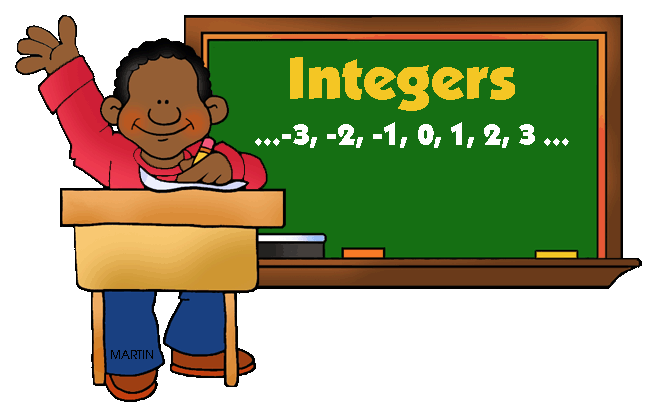 Integers
...-3, -2, -1, 0, 1, 2, 3 ...
MARTIN